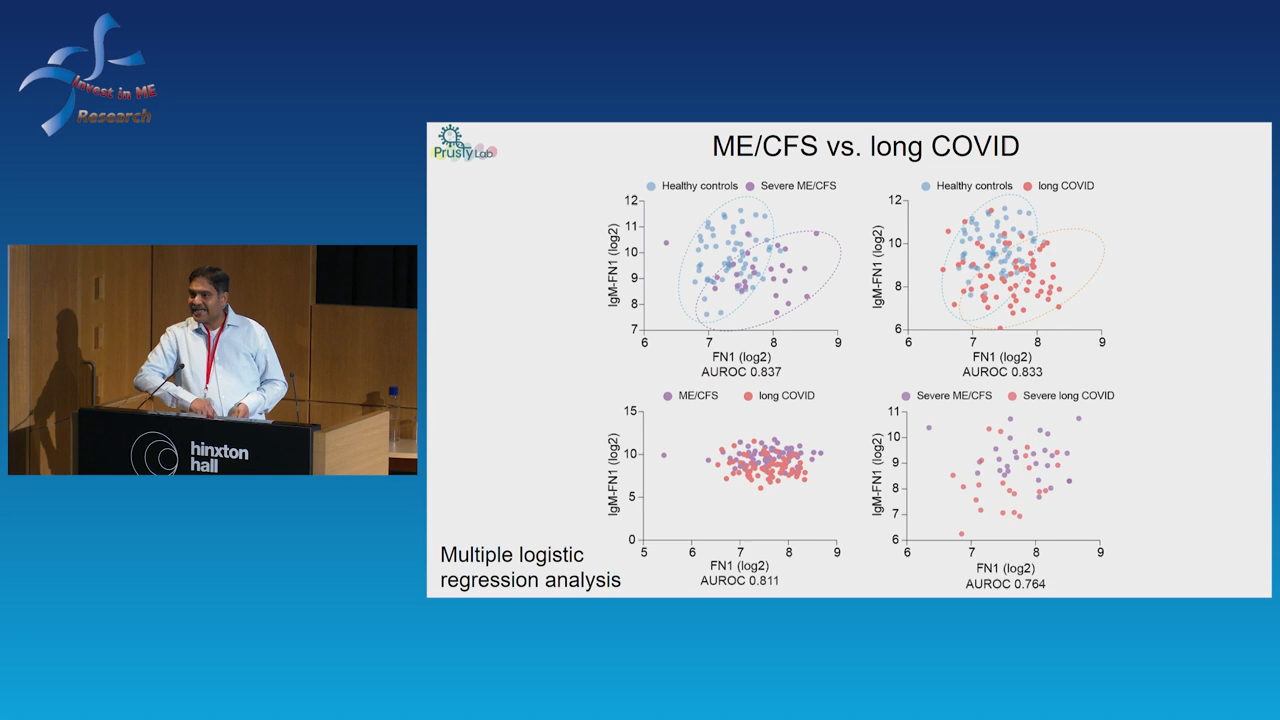 Invest in ME
Research
Prusty Lab
ME/CFS vs. long COVID
Healthy controls
Severe ME/CFS
12
11
10
9
8
7
IgM-FN1 (log2)
6
7
8
9
FN1 (log2)
AUROC 0.837
Healthy controls
long COVID
12
10
8
6
IgM-FN1 (log2)
7
8
9
FN1 (log2)
AUROC 0.833
ME/CFS
long COVID
15
10
5
0
IgM-FN1 (log2)
5
6
7
8
9
FN1 (log2)
AUROC 0.811
Severe ME/CFS
Severe long COVID
11
10
9
8
7
6
IgM-FN1 (log2)
6
7
8
9
FN1 (log2)
AUROC 0.764
Multiple logistic
regression analysis
hinxton
hall